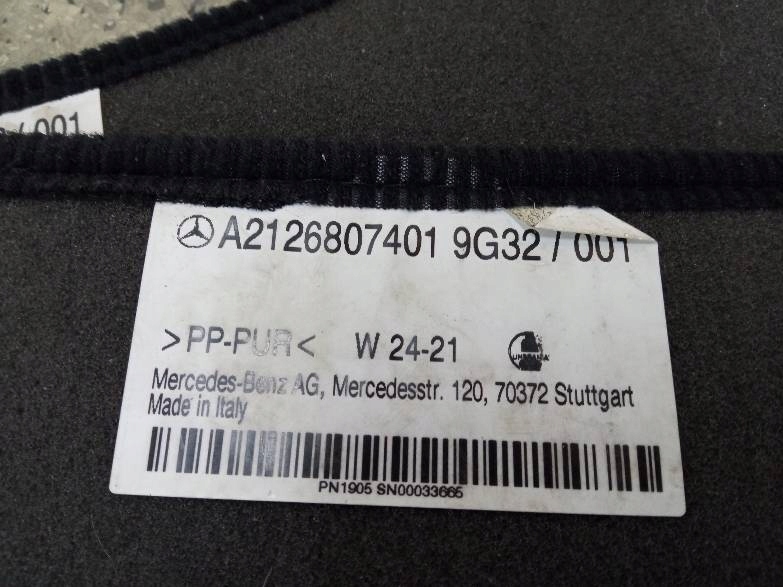 / 001
A2126807401 9G32 / 001
>PP-PUR< W 24-21
Mercedes-Benz AG, Mercedesstr. 120, 70372 Stuttgart
Made in Italy
PN1905 SN00033665